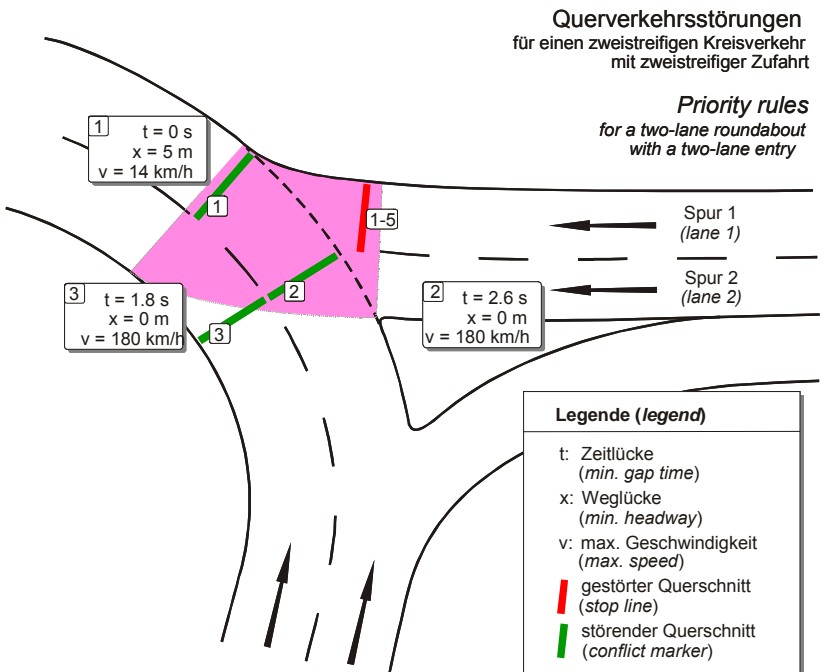 Querverkehrsstörungen
für einen zweistreifigen Kreisverkehr
mit zweistreifiger Zufahrt
Priority rules
for a two-lane roundabout
with a two-lane entry
1
t = 0 s
x = 5 m
v = 14 km/h
1
1-5
Spur 1
(lane 1)
Spur 2
(lane 2)
3
t = 1.8 s
x = 0 m
v = 180 km/h
2
3
2
t = 2.6 s
x = 0 m
v = 180 km/h
Legende (legend)
t: Zeitlücke
(min. gap time)
x: Weglücke
(min. headway)
v: max. Geschwindigkeit
(max. speed)
gestörter Querschnitt
(stop line)
störender Querschnitt
(conflict marker)